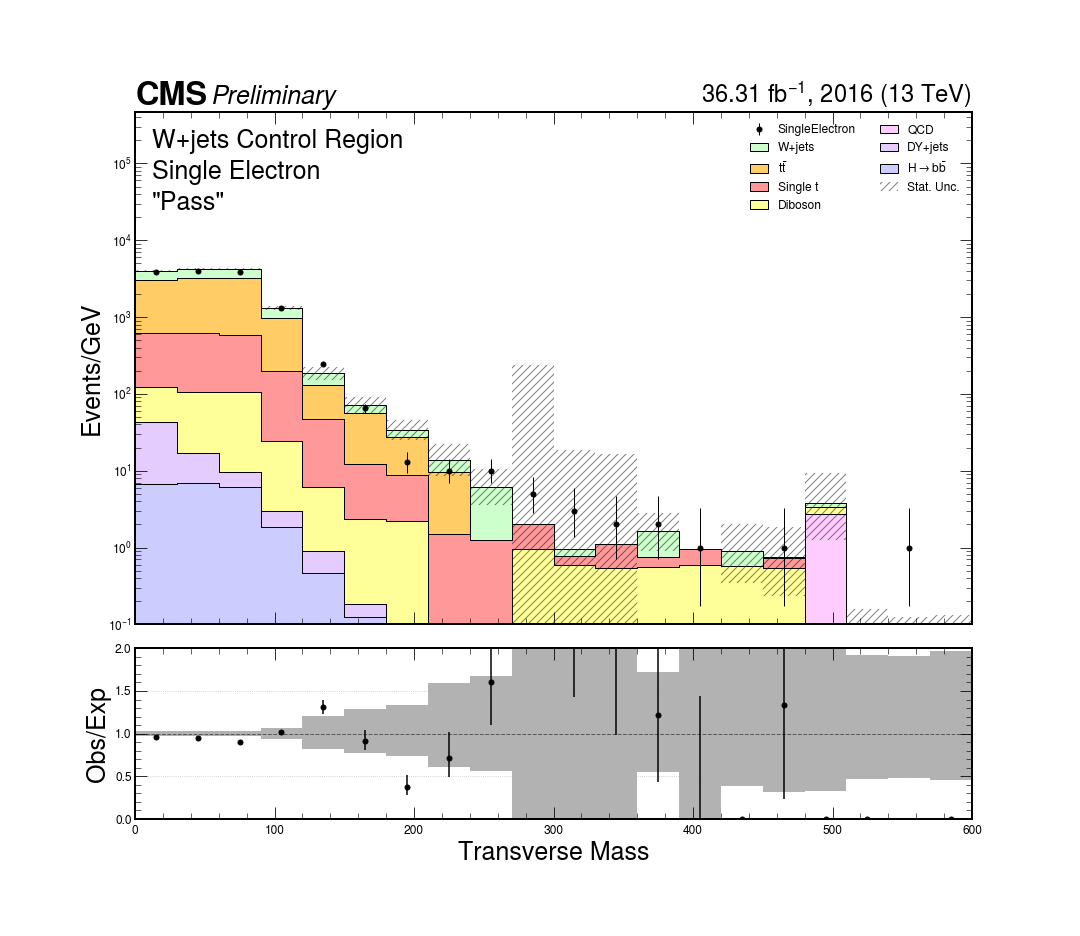 CMS Preliminary 36.31 fb⁻¹, 2016 (13 TeV)
W+jets Control Region
Single Electron
"Pass"
SingleElectron
W+jets
tt̄
Single t
Diboson
QCD
DY+jets
H→bb̄
Stat. Unc.
Events/GeV
10⁵
10⁴
10³
10²
10¹
10⁰
10⁻¹
Obs/Exp
2.0
1.5
1.0
0.5
0.0
0 100 200 300 400 500 600
Transverse Mass